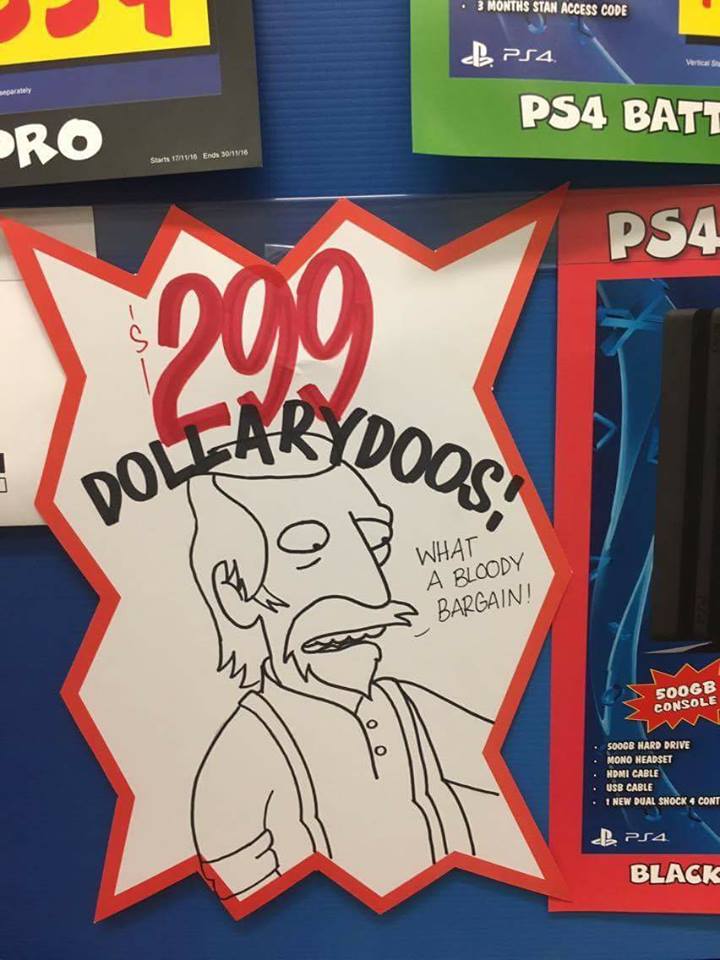 3 MONTHS STAN ACCESS CODE
PS4
PS4 BATT
Starts 17/11/16 Ends 30/11/16
$299
DOLLARYDOOS!
WHAT
A BLOODY
BARGAIN!
PS4
500GB
CONSOLE
500GB HARD DRIVE
MONO HEADSET
HDMI CABLE
USB CABLE
1 NEW DUAL SHOCK 4 CONT
PS4
BLACK